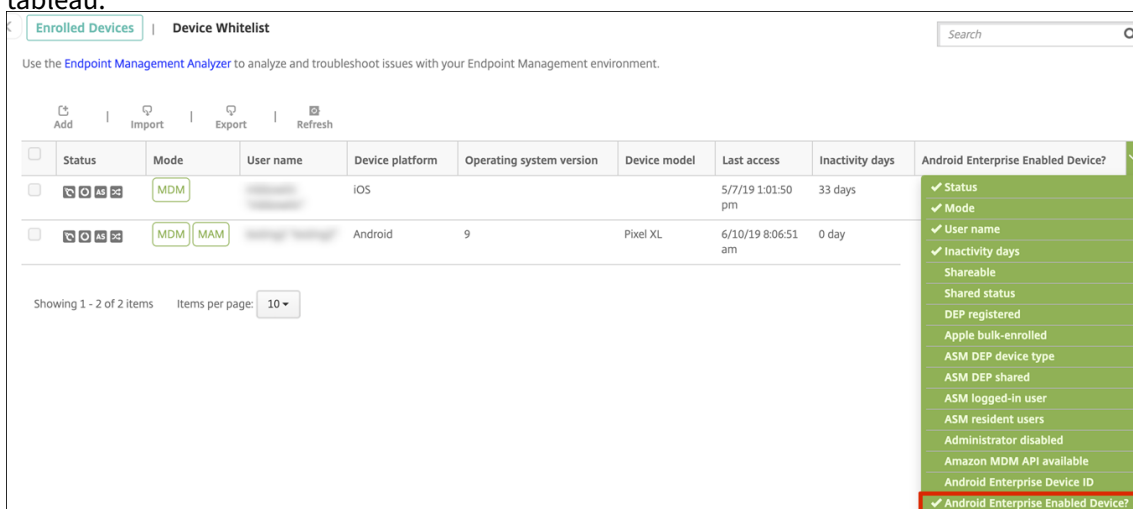 tableau.
Enrolled Devices | Device Whitelist
Search
Use the Endpoint Management Analyzer to analyze and troubleshoot issues with your Endpoint Management environment.
Add | Import | Export | Refresh
Status Mode User name Device platform Operating system version Device model Last access Inactivity days Android Enterprise Enabled Device?
AS MDM iOS 5/7/19 1:01:50 33 days
pm
AS MDM MAM Android 9 Pixel XL 6/10/19 8:06:51 0 day
am
Showing 1 - 2 of 2 items Items per page: 10
Status
Mode
User name
Inactivity days
Shareable
Shared status
DEP registered
Apple bulk-enrolled
ASM DEP device type
ASM DEP shared
ASM logged-in user
ASM resident users
Administrator disabled
Amazon MDM API available
Android Enterprise Device ID
Android Enterprise Enabled Device?